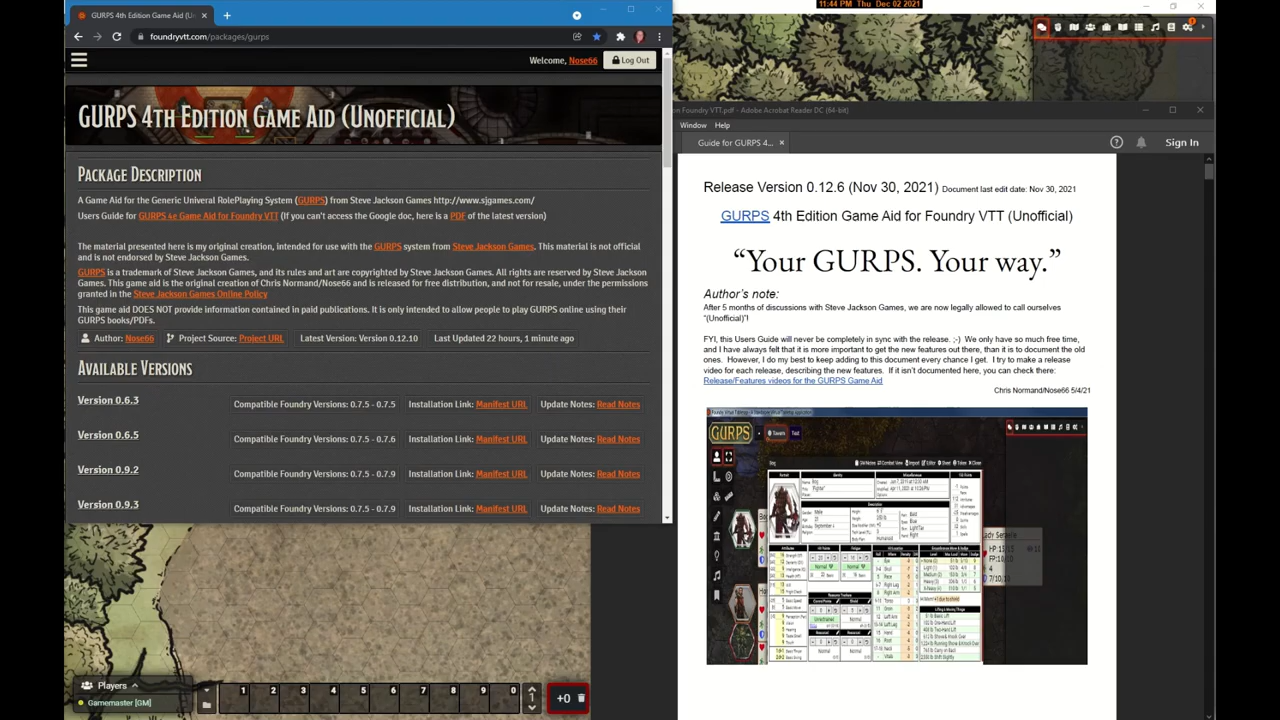 11:44 PM Thu Dec 02 2021
GURPS 4th Edition Game Aid (Un
foundryvtt.com/packages/gurps
Welcome, Nose66
Log Out
GURPS 4th Edition Game Aid (Unofficial)
Package Description
A Game Aid for the Generic Univeral RolePlaying System (GURPS) from Steve Jackson Games http://www.sjgames.com/
Users Guide for GURPS 4e Game Aid for Foundry VTT (If you can't access the Google doc, here is a PDF of the latest version)
The material presented here is my original creation, intended for use with the GURPS system from Steve Jackson Games. This material is not official
and is not endorsed by Steve Jackson Games.
GURPS is a trademark of Steve Jackson Games, and its rules and art are copyrighted by Steve Jackson Games. All rights are reserved by Steve Jackson
Games. This game aid is the original creation of Chris Normand/Nose66 and is released for free distribution, and not for resale, under the permissions
granted in the Steve Jackson Games Online Policy
This game aid DOES NOT provide information contained in paid publications. It is only intended to allow people to play GURPS online using their
GURPS books/PDFs.
Author: Nose66 Project Source: Project URL Latest Version: Version 0.12.10 Last Updated 22 hours, 1 minute ago
Available Versions
Version 0.6.3 Compatible Foundry Versions: 0.7.5 - 0.7.5 Installation Link: Manifest URL Update Notes: Read Notes
Version 0.6.5 Compatible Foundry Versions: 0.7.5 - 0.7.6 Installation Link: Manifest URL Update Notes: Read Notes
Version 0.9.2 Compatible Foundry Versions: 0.7.5 - 0.7.9 Installation Link: Manifest URL Update Notes: Read Notes
Version 0.9.3 Compatible Foundry Versions: 0.7.5 - 0.7.9 Installation Link: Manifest URL Update Notes: Read Notes
Players
Gamemaster [GM]
1 2 3 4 5 6 7 8 9 0
1
+0
on Foundry VTT.pdf - Adobe Acrobat Reader DC (64-bit)
Window Help
Guide for GURPS 4...
Sign In
Release Version 0.12.6 (Nov 30, 2021) Document last edit date: Nov 30, 2021
GURPS 4th Edition Game Aid for Foundry VTT (Unofficial)
“Your GURPS. Your way.”
Author's note:
After 5 months of discussions with Steve Jackson Games, we are now legally allowed to call ourselves
"(Unofficial)"!
FYI, this Users Guide will never be completely in sync with the release. ;-) We only have so much free time,
and I have always felt that it is more important to get the new features out there, than it is to document the old
ones. However, I do my best to keep adding to this document every chance I get. I try to make a release
video for each release, describing the new features. If it isn't documented here, you can check there:
Release/Features videos for the GURPS Game Aid
Chris Normand/Nose66 5/4/21
GURPS